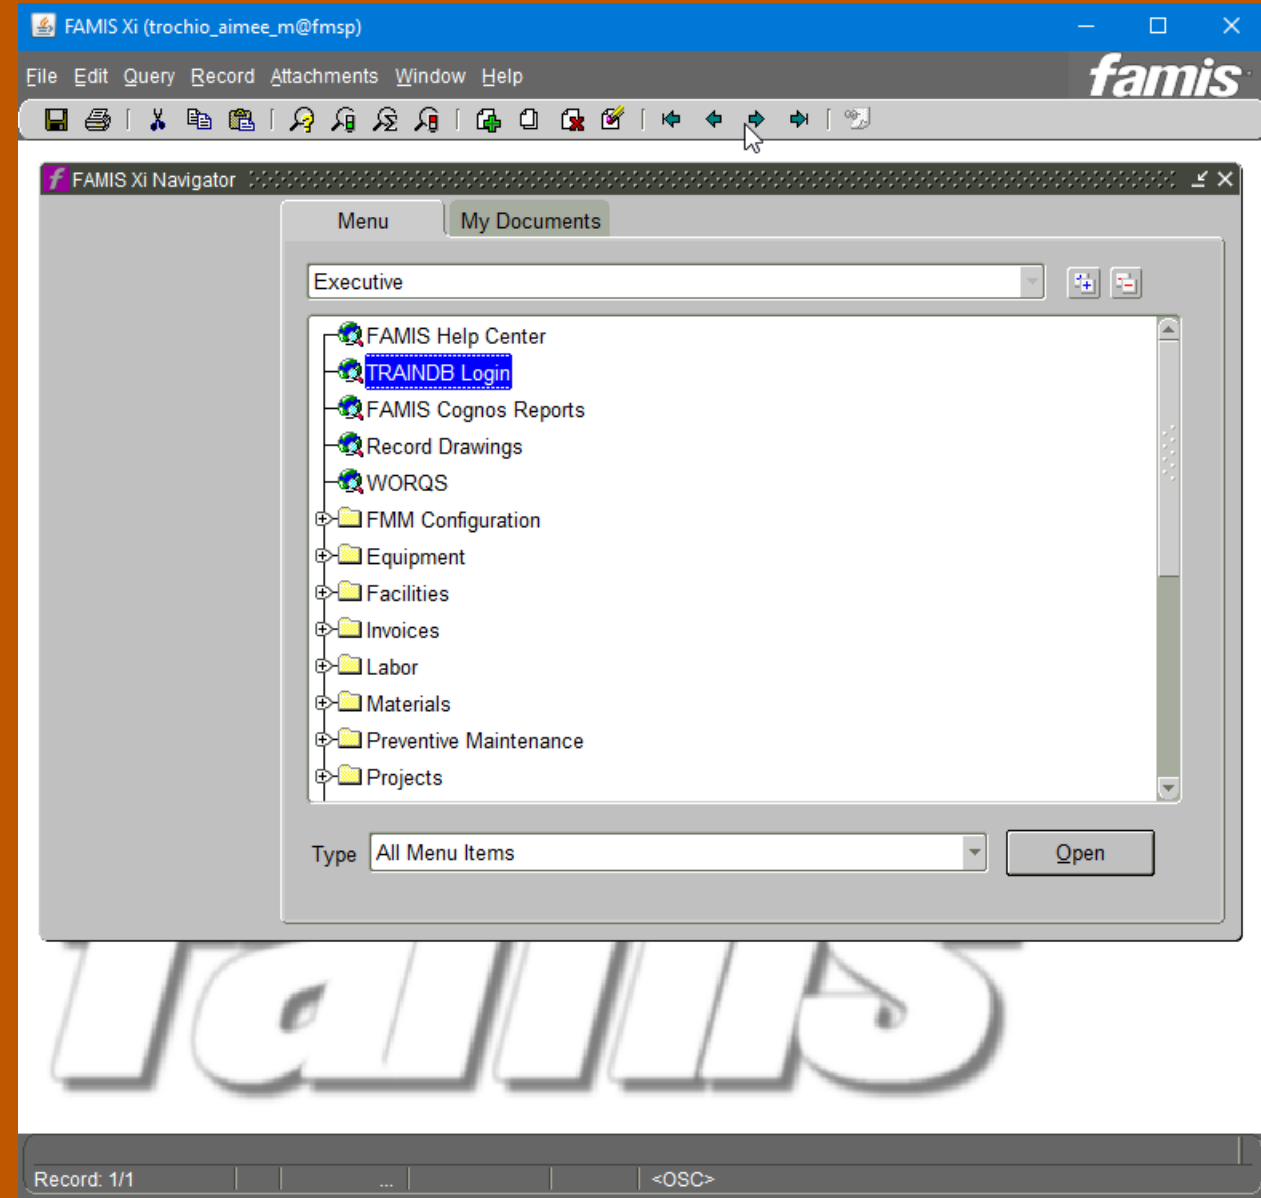 FAMIS Xi (trochio_aimee_m@fmsp)
File Edit Query Record Attachments Window Help
famis
f FAMIS Xi Navigator
Menu My Documents
Executive
FAMIS Help Center
TRAINDB Login
FAMIS Cognos Reports
Record Drawings
WORQS
FMM Configuration
Equipment
Facilities
Invoices
Labor
Materials
Preventive Maintenance
Projects
Type All Menu Items Open
famis
Record: 1/1 ... <OSC>